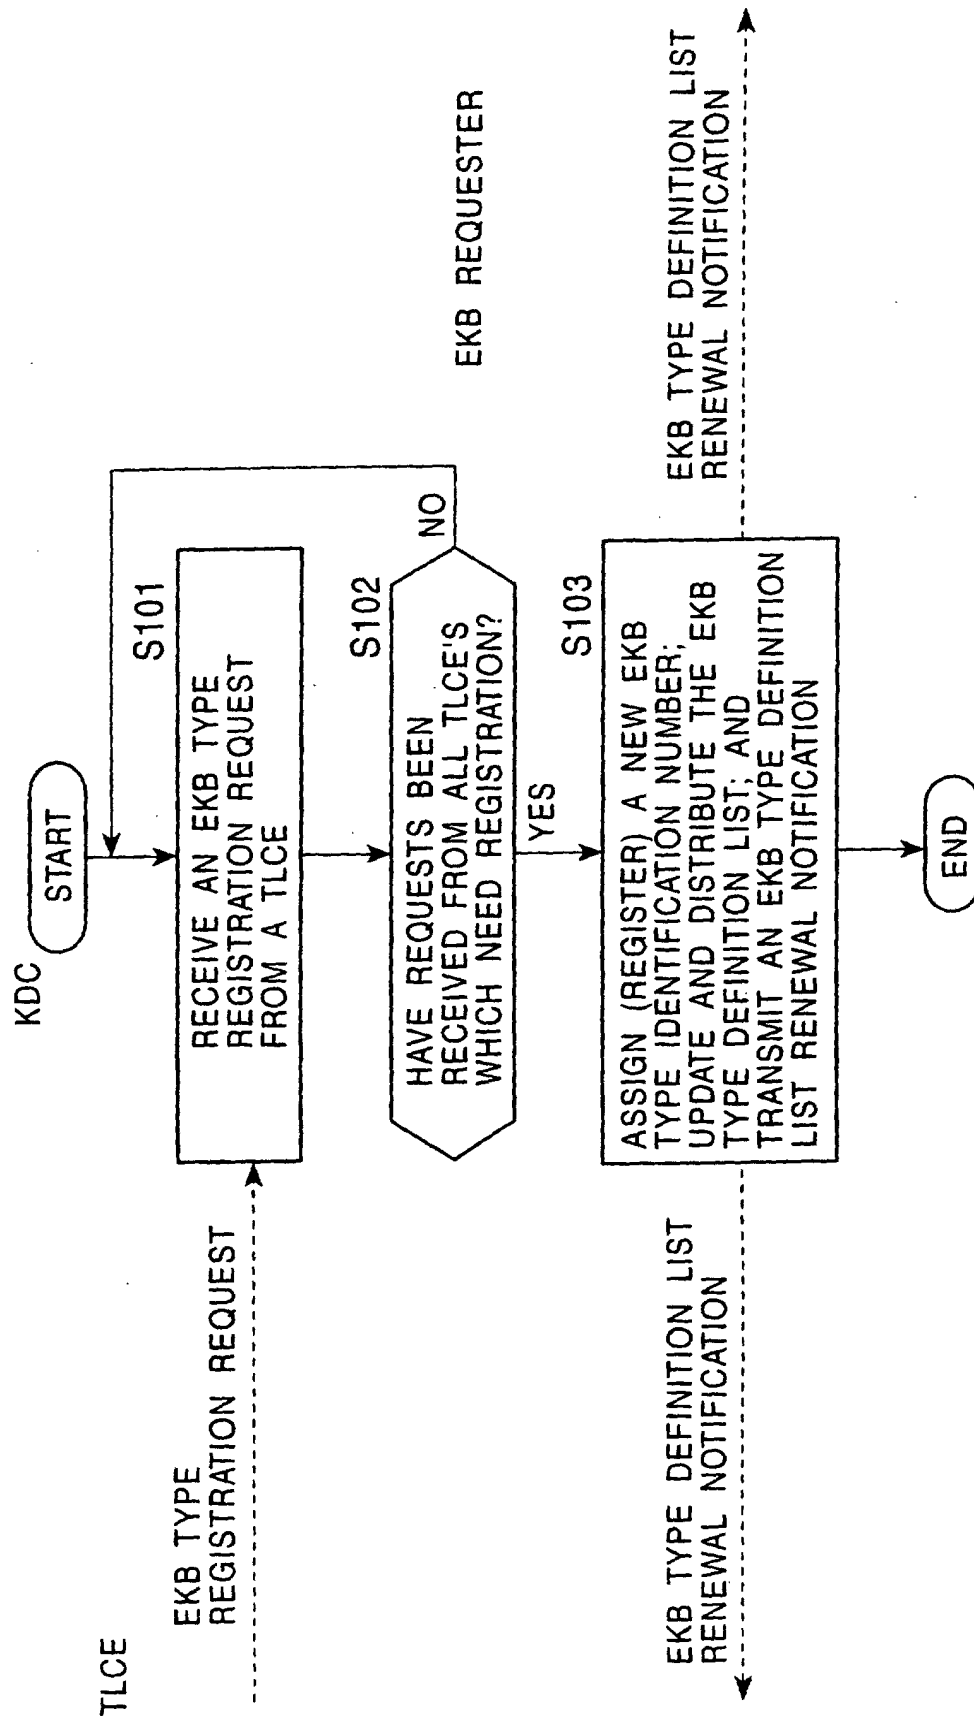 TLCE
KDC
EKB REQUESTER
START
S101
EKB TYPE
REGISTRATION REQUEST
RECEIVE AN EKB TYPE
REGISTRATION REQUEST
FROM A TLCE
S102
HAVE REQUESTS BEEN
RECEIVED FROM ALL TLCE'S
WHICH NEED REGISTRATION?
NO
YES
S103
ASSIGN (REGISTER) A NEW EKB
TYPE IDENTIFICATION NUMBER;
UPDATE AND DISTRIBUTE THE EKB
TYPE DEFINITION LIST; AND
TRANSMIT AN EKB TYPE DEFINITION
LIST RENEWAL NOTIFICATION
EKB TYPE DEFINITION LIST
RENEWAL NOTIFICATION
EKB TYPE DEFINITION LIST
RENEWAL NOTIFICATION
END